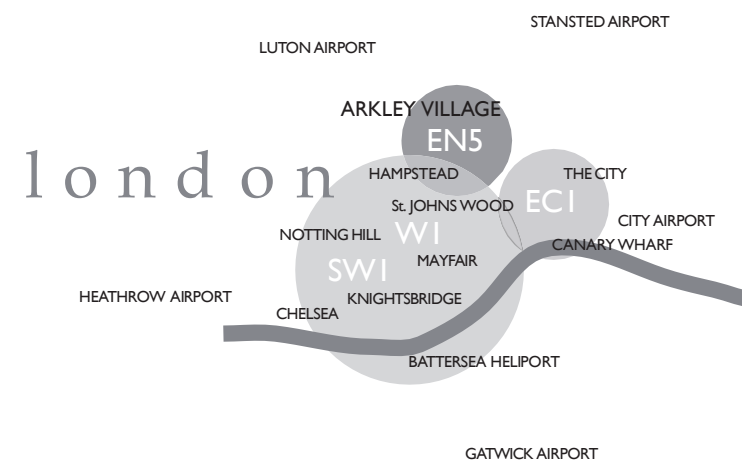 STANSTED AIRPORT
LUTON AIRPORT
ARKLEY VILLAGE
EN5
london
HAMPSTEAD
THE CITY
EC1
St. JOHNS WOOD
CITY AIRPORT
NOTTING HILL
W1
CANARY WHARF
MAYFAIR
SW1
HEATHROW AIRPORT
KNIGHTSBRIDGE
CHELSEA
BATTERSEA HELIPORT
GATWICK AIRPORT